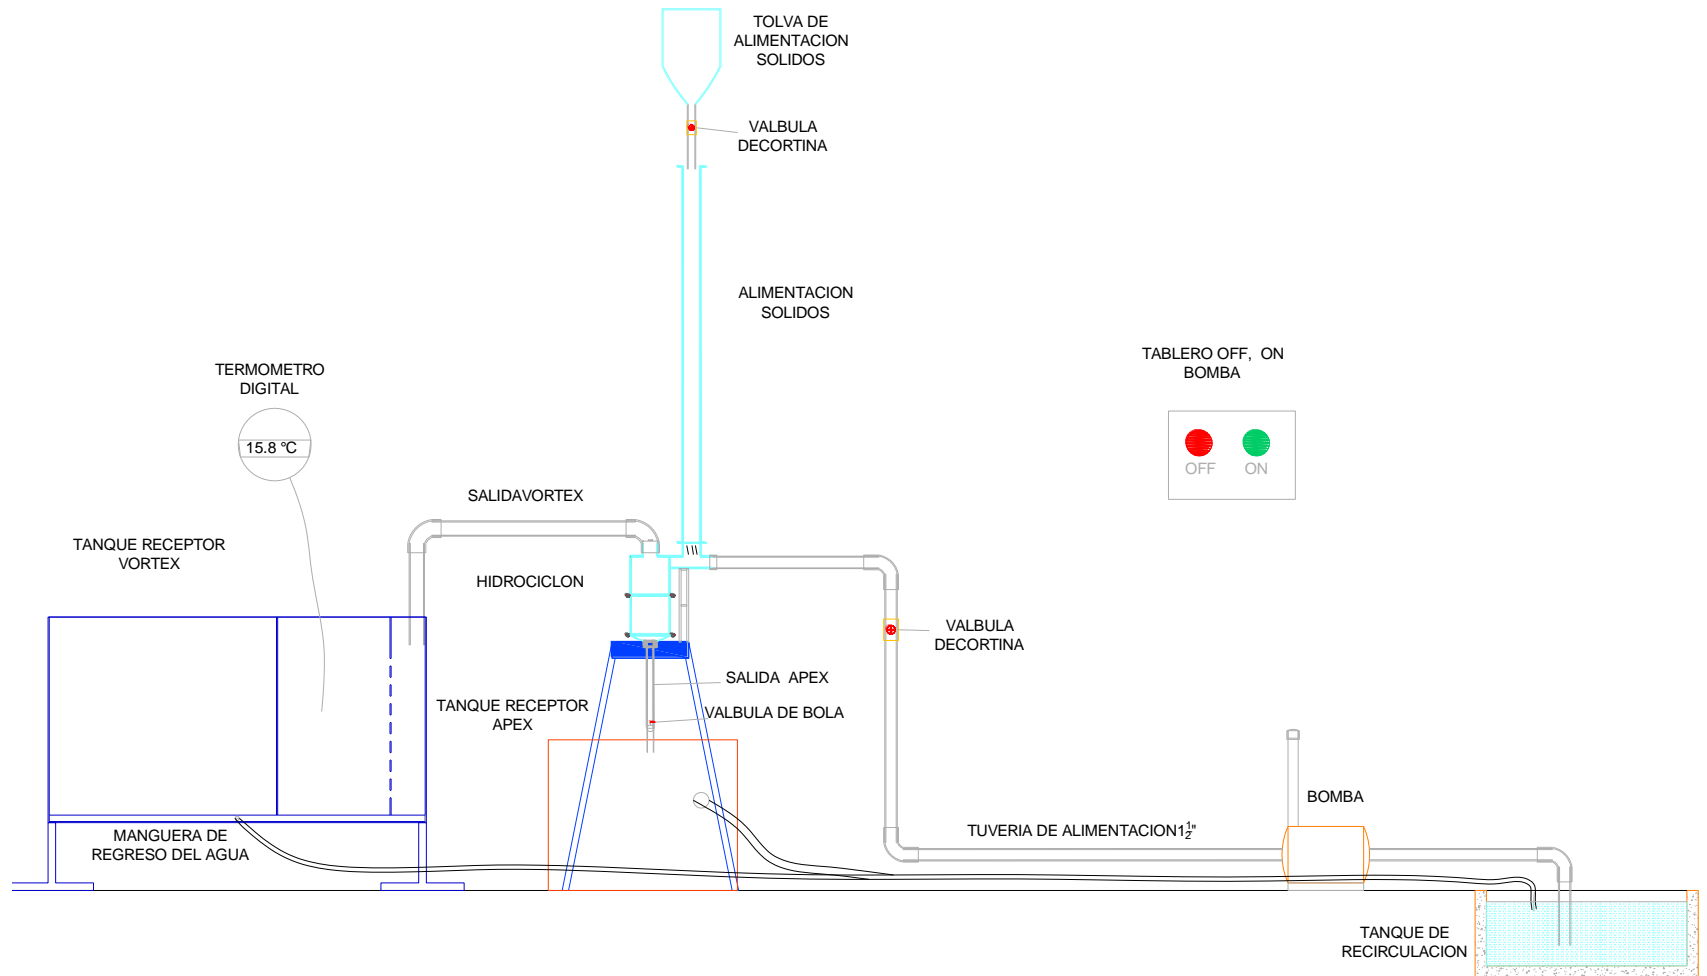 TOLVA DE
ALIMENTACION
SOLIDOS
VALBULA
DECORTINA
ALIMENTACION
SOLIDOS
TABLERO OFF, ON
BOMBA
OFF ON
TERMOMETRO
DIGITAL
15.8 °C
SALIDAVORTEX
TANQUE RECEPTOR
VORTEX
HIDROCICLON
VALBULA
DECORTINA
SALIDA APEX
TANQUE RECEPTOR
APEX
VALBULA DE BOLA
BOMBA
TUVERIA DE ALIMENTACION1½"
MANGUERA DE
REGRESO DEL AGUA
TANQUE DE
RECIRCULACION